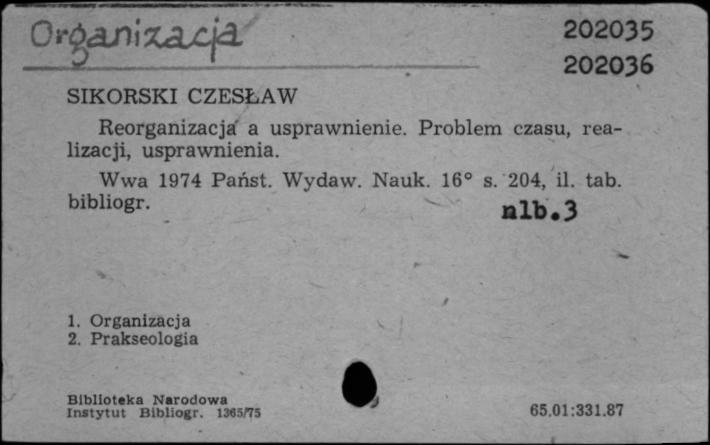 Organizacja
202035
202036
SIKORSKI CZESŁAW
Reorganizacja a usprawnienie. Problem czasu, rea-
lizacji, usprawnienia.
Wwa 1974 Państ. Wydaw. Nauk. 16° s. 204, il. tab.
bibliogr.
nlb.3
1. Organizacja
2. Prakseologia
Biblioteka Narodowa
Instytut Bibliogr. 1365/75
65.01:331.87